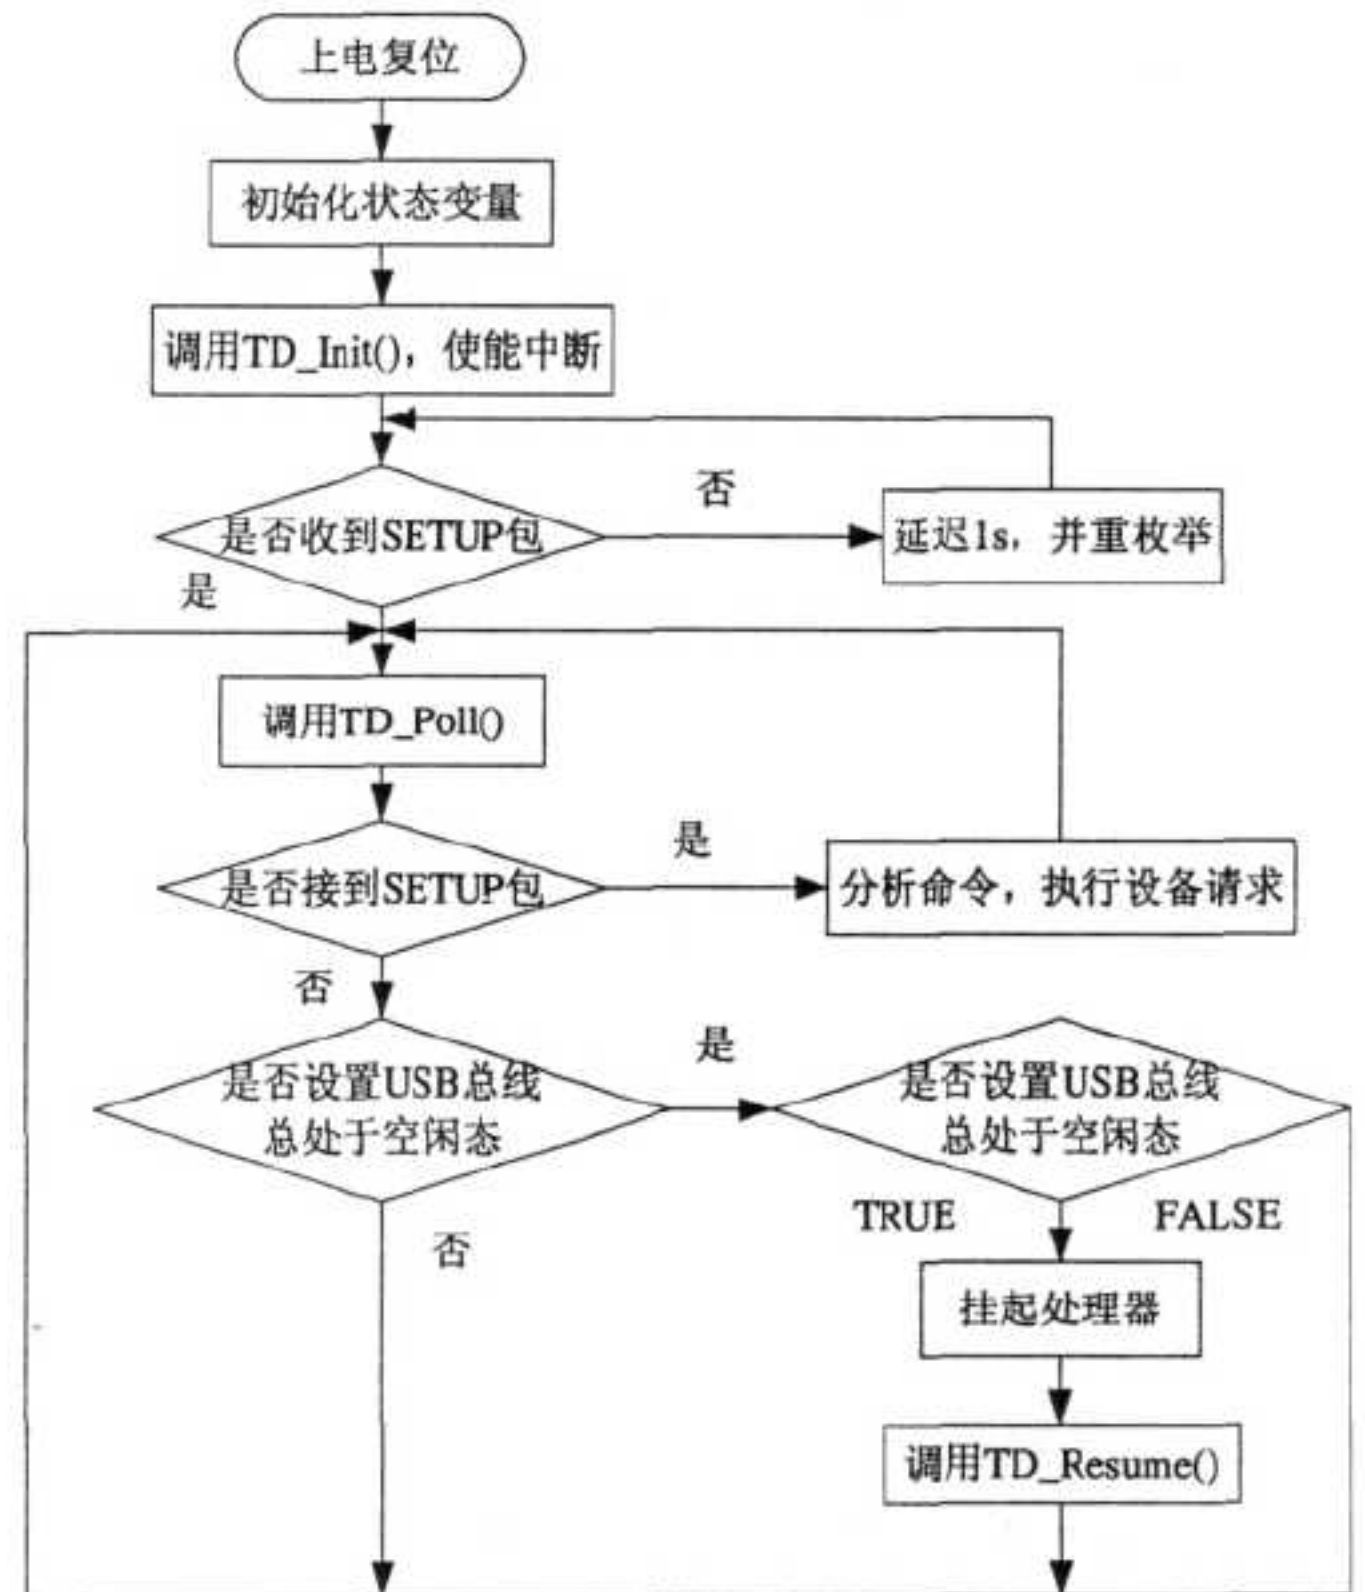 上电复位
初始化状态变量
调用TD_Init()，使能中断
否
是否收到SETUP包
延迟1s，并重枚举
是
调用TD_Poll()
是
是否接到SETUP包
分析命令，执行设备请求
否
是
是否设置USB总线
总处于空闲态
是否设置USB总线
总处于空闲态
TRUE
FALSE
否
挂起处理器
调用TD_Resume()